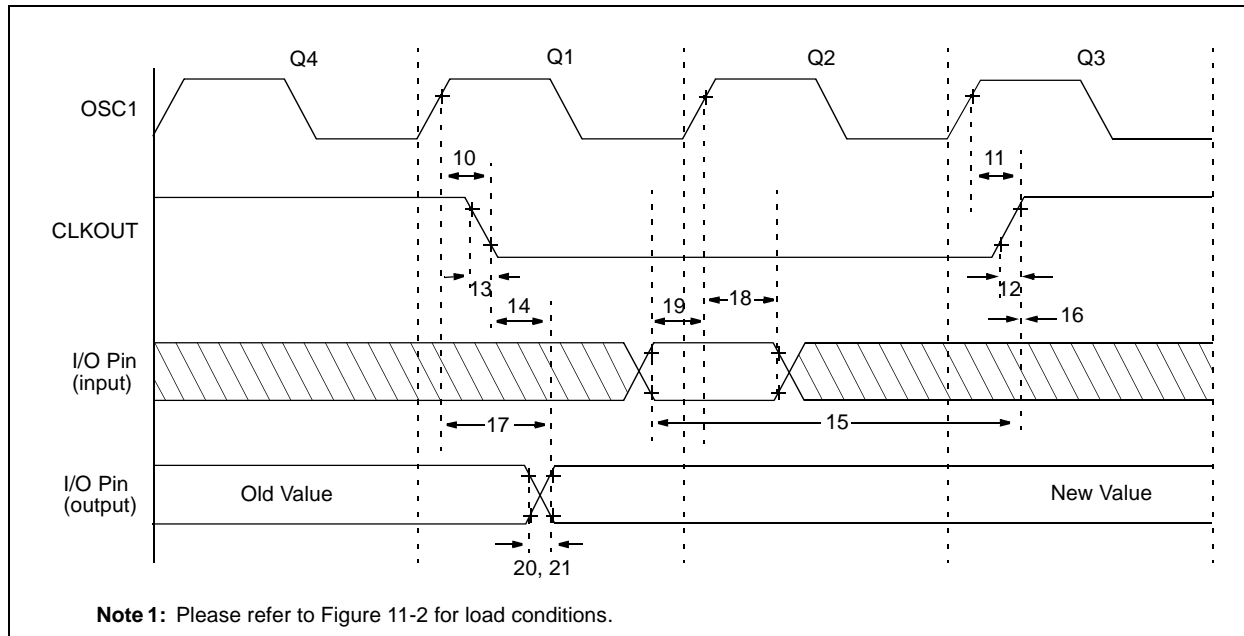 Q4 Q1 Q2 Q3
OSC1
10 11
CLKOUT
13 14 19 18 12
16
I/O Pin
(input)
17 15
I/O Pin
(output)
Old Value New Value
20, 21
Note 1: Please refer to Figure 11-2 for load conditions.